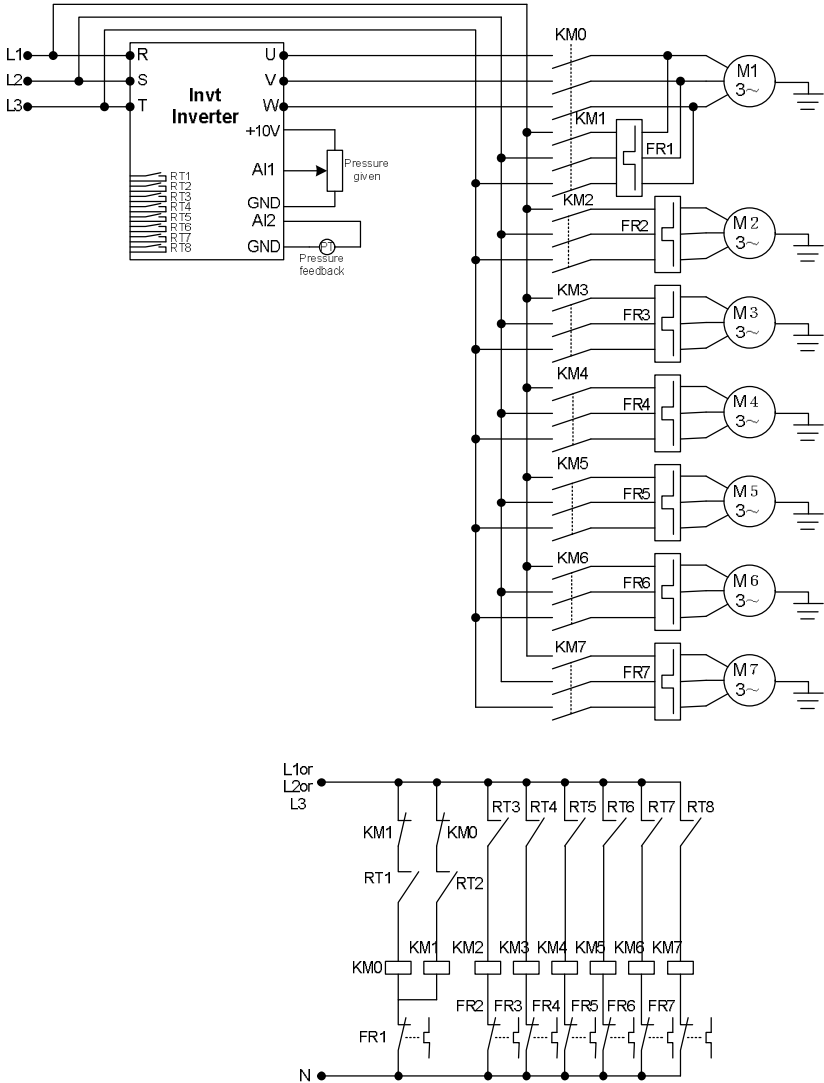 L1
L2
L3
R
S
T
Invt
Inverter
U
V
W
+10V
AI1
GND
AI2
GND
Pressure
given
PT
Pressure
feedback
RT1
RT2
RT3
RT4
RT5
RT6
RT7
RT8
KM0
M1
3~
KM1
FR1
KM2
FR2
M2
3~
KM3
FR3
M3
3~
KM4
FR4
M4
3~
KM5
FR5
M5
3~
KM6
FR6
M6
3~
KM7
FR7
M7
3~
L1or
L2or
L3
KM1
KM0
RT3
RT4
RT5
RT6
RT7
RT8
RT1
RT2
KM0
KM1
KM2
KM3
KM4
KM5
KM6
KM7
FR1
FR2
FR3
FR4
FR5
FR6
FR7
N